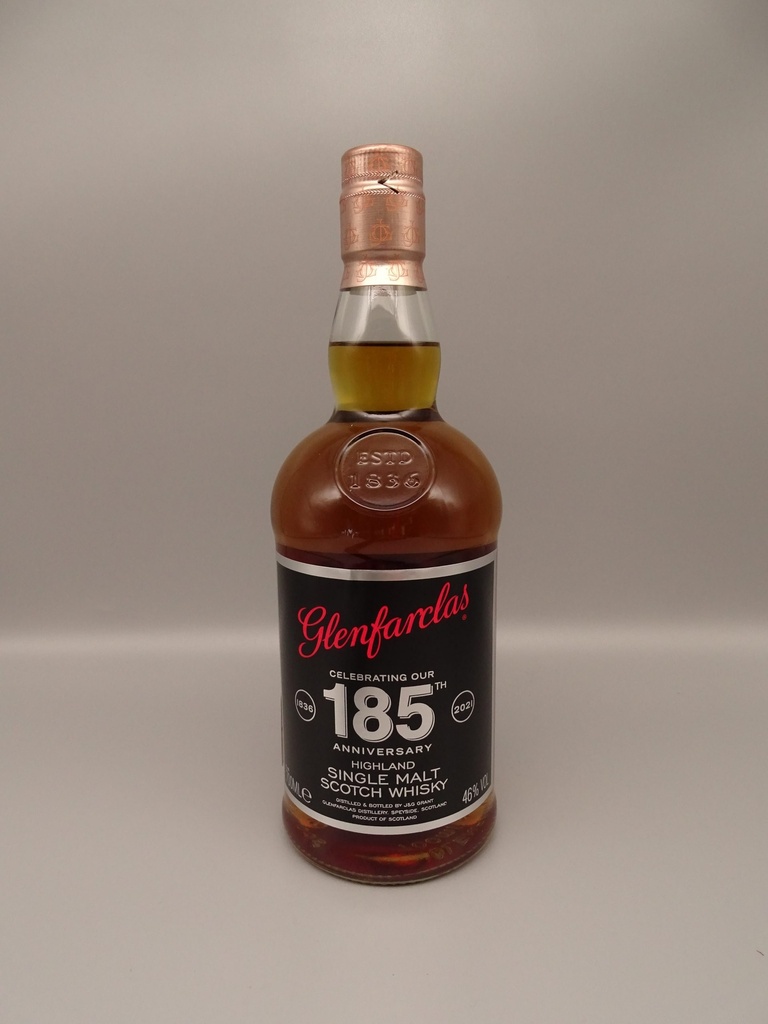 ESTD
1836
Glenfarclas®
CELEBRATING OUR
1836 185TH 2021
ANNIVERSARY
HIGHLAND
SINGLE MALT
SCOTCH WHISKY
70ML℮ 46% VOL
DISTILLED & BOTTLED BY J&G GRANT
GLENFARCLAS DISTILLERY, SPEYSIDE, SCOTLAND
PRODUCT OF SCOTLAND